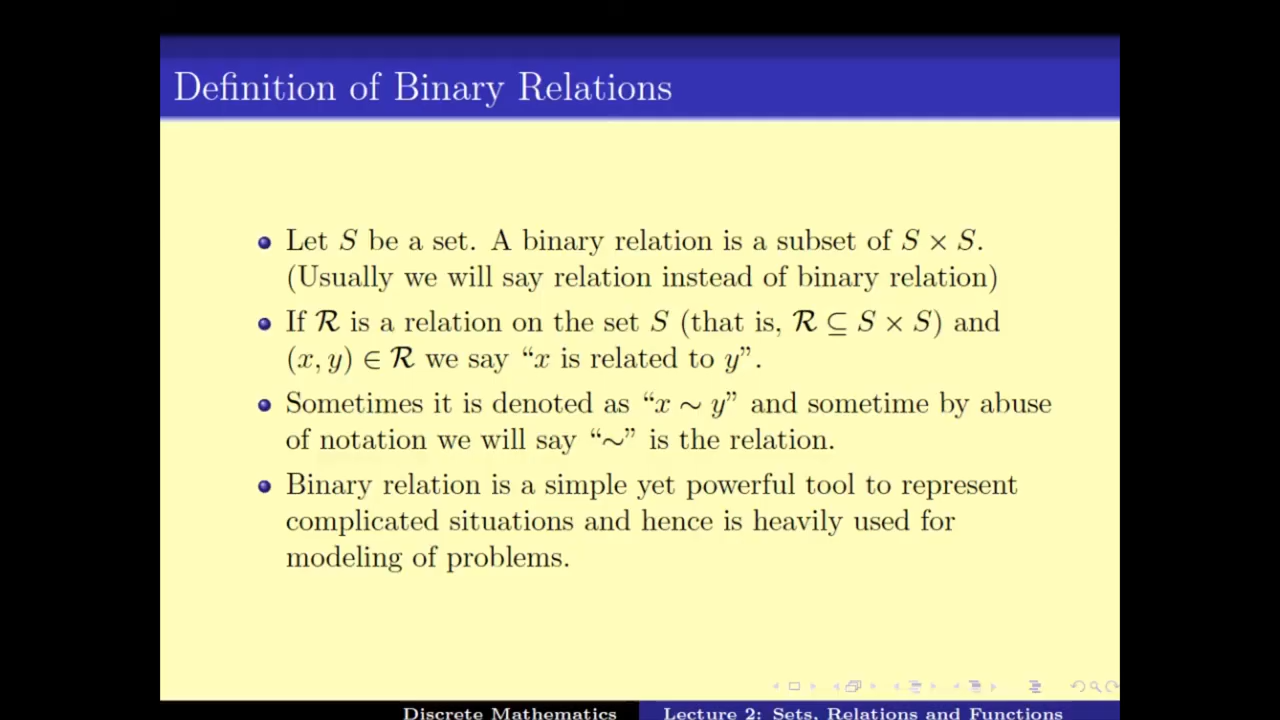 Definition of Binary Relations
Let S be a set. A binary relation is a subset of S × S.
(Usually we will say relation instead of binary relation)
If ℛ is a relation on the set S (that is, ℛ ⊆ S × S) and
(x, y) ∈ ℛ we say “x is related to y”.
Sometimes it is denoted as “x ∼ y” and sometime by abuse
of notation we will say “∼” is the relation.
Binary relation is a simple yet powerful tool to represent
complicated situations and hence is heavily used for
modeling of problems.
Discrete Mathematics
Lecture 2: Sets, Relations and Functions